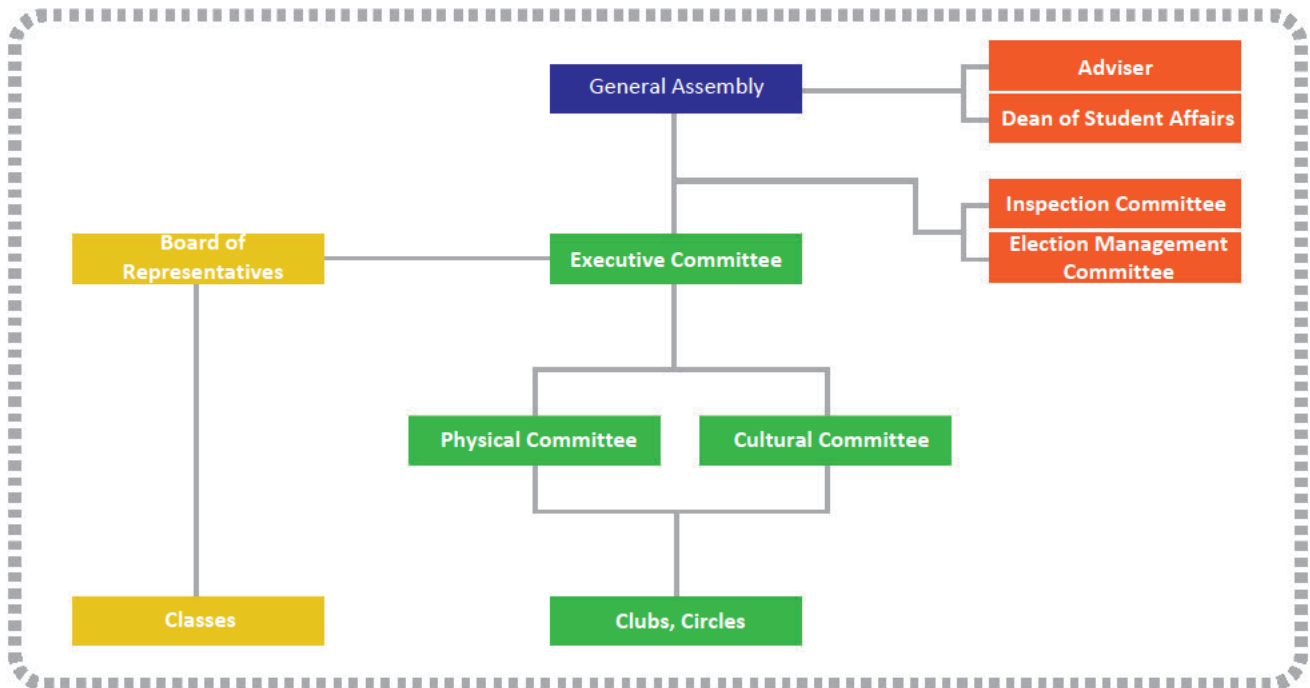 General Assembly
Adviser
Dean of Student Affairs
Inspection Committee
Election Management
Committee
Board of
Representatives
Executive Committee
Physical Committee
Cultural Committee
Classes
Clubs, Circles